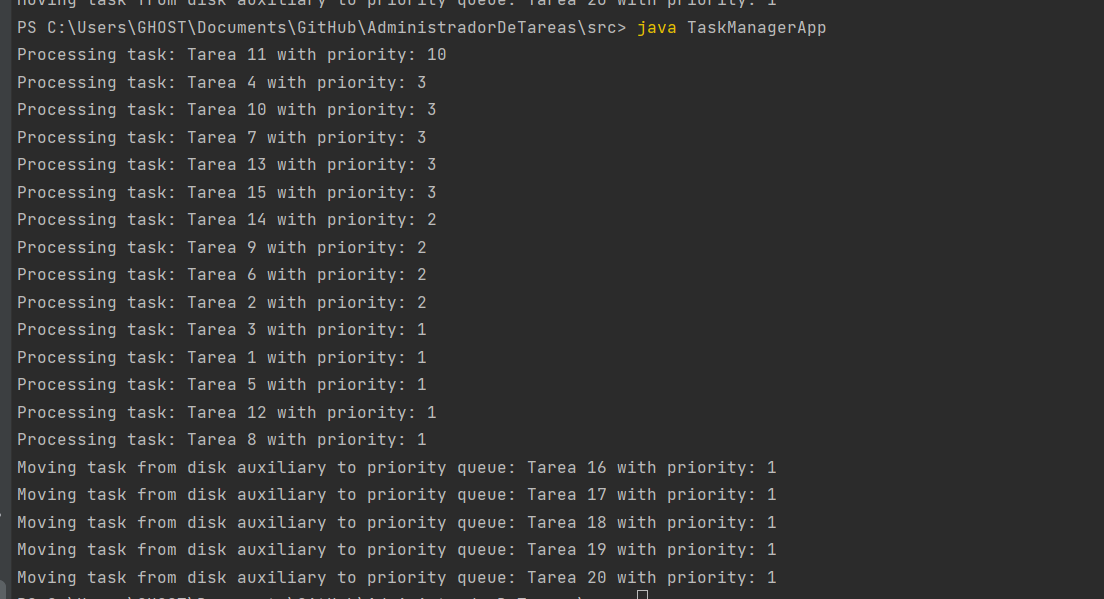 Moving task from disk auxiliary to priority queue: Tarea 20 with priority: 1
PS C:\Users\GHOST\Documents\GitHub\AdministradorDeTareas\src> java TaskManagerApp
Processing task: Tarea 11 with priority: 10
Processing task: Tarea 4 with priority: 3
Processing task: Tarea 10 with priority: 3
Processing task: Tarea 7 with priority: 3
Processing task: Tarea 13 with priority: 3
Processing task: Tarea 15 with priority: 3
Processing task: Tarea 14 with priority: 2
Processing task: Tarea 9 with priority: 2
Processing task: Tarea 6 with priority: 2
Processing task: Tarea 2 with priority: 2
Processing task: Tarea 3 with priority: 1
Processing task: Tarea 1 with priority: 1
Processing task: Tarea 5 with priority: 1
Processing task: Tarea 12 with priority: 1
Processing task: Tarea 8 with priority: 1
Moving task from disk auxiliary to priority queue: Tarea 16 with priority: 1
Moving task from disk auxiliary to priority queue: Tarea 17 with priority: 1
Moving task from disk auxiliary to priority queue: Tarea 18 with priority: 1
Moving task from disk auxiliary to priority queue: Tarea 19 with priority: 1
Moving task from disk auxiliary to priority queue: Tarea 20 with priority: 1